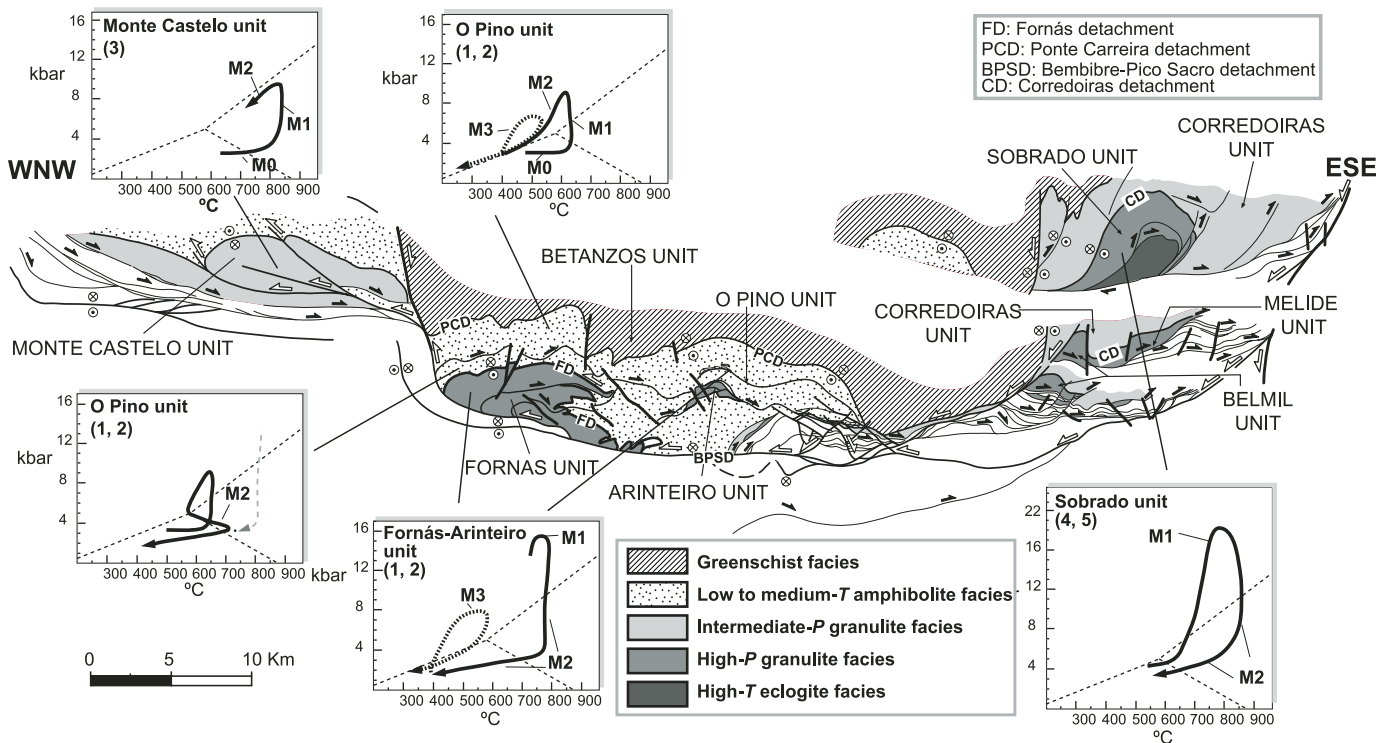 Monte Castelo unit
(3)
16
12
kbar
8
4
M2
M1
M0
300 400 500 600 700 800 900
ºC
O Pino unit
(1, 2)
16
12
kbar
8
4
M2
M3
M1
M0
300 400 500 600 700 800 900
ºC
FD: Fornás detachment
PCD: Ponte Carreira detachment
BPSD: Bembibre-Pico Sacro detachment
CD: Corredoiras detachment
WNW
ESE
CORREDOIRAS
UNIT
SOBRADO UNIT
CD
BETANZOS UNIT
O PINO UNIT
CORREDOIRAS
UNIT
MELIDE
UNIT
MONTE CASTELO UNIT
PCD
PCD
CD
FD
FD
BELMIL
UNIT
FORNAS UNIT
BPSD
ARINTEIRO UNIT
O Pino unit
(1, 2)
16
12
kbar
8
4
M2
300 400 500 600 700 800 900
ºC
Fornás-Arinteiro
unit
(1, 2)
kbar
16
12
8
4
M1
M3
M2
M2
300 400 500 600 700 800 900
ºC
Greenschist facies
Low to medium-T amphibolite facies
Intermediate-P granulite facies
High-P granulite facies
High-T eclogite facies
Sobrado unit
(4, 5)
22
20
16
12
8
4
M1
M2
300 400 500 600 700 800 900
ºC
0 5 10 Km